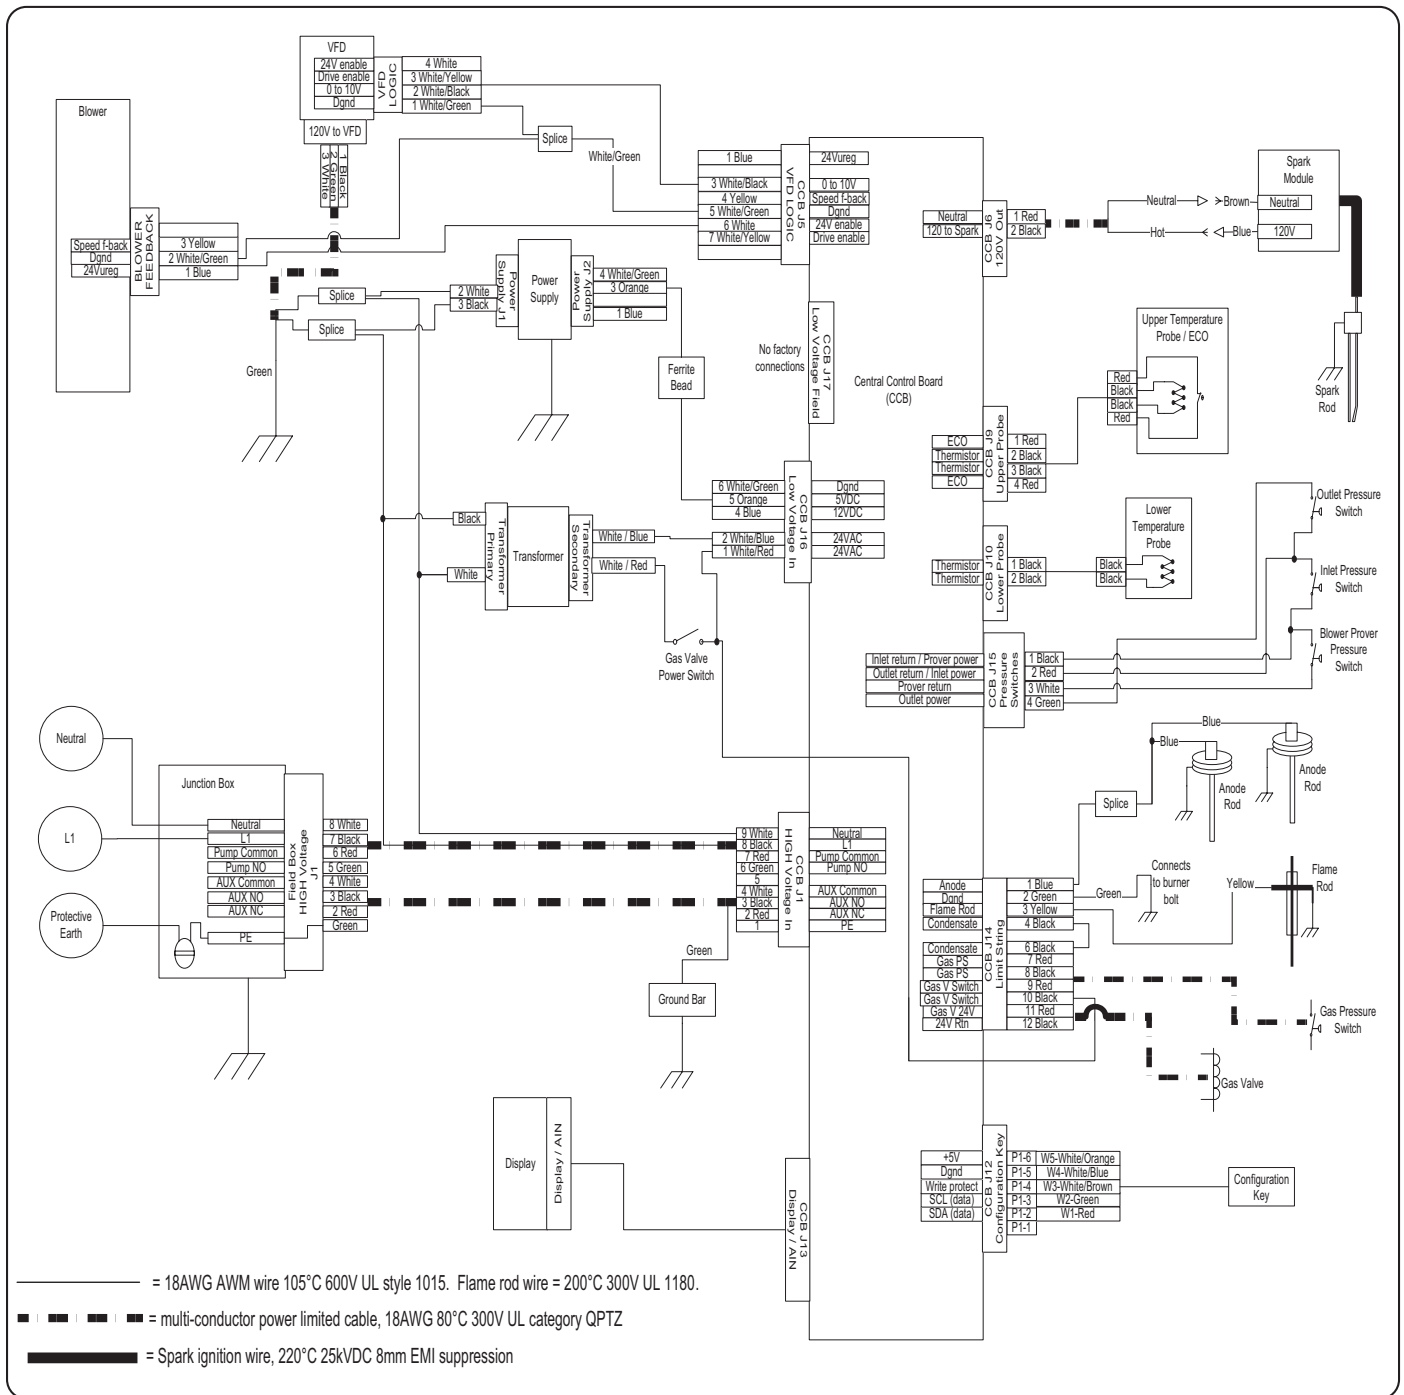 VFD
24V enable
Drive enable
0 to 10V
Dgnd
VFD
LOGIC
4 White
3 White/Yellow
2 White/Black
1 White/Green
120V to VFD
1 Black
2 Green
3 White
Blower
Speed f-back
Dgnd
24Vureg
BLOWER
FEEDBACK
3 Yellow
2 White/Green
1 Blue
Splice
White/Green
Splice
Splice
Green
2 White
3 Black
Power
Supply J1
Power
Supply
Power
Supply J2
4 White/Green
3 Orange
1 Blue
Ferrite
Bead
1 Blue
3 White/Black
4 Yellow
5 White/Green
6 White
7 White/Yellow
CCB J5
VFD LOGIC
24Vureg
0 to 10V
Speed f-back
Dgnd
24V enable
Drive enable
No factory
connections
CCB J17
Low Voltage Field
Central Control Board
(CCB)
Neutral
120 to Spark
CCB J6
120V Out
1 Red
2 Black
Neutral
Brown
Hot
Blue
Spark
Module
Neutral
120V
Spark
Rod
Upper Temperature
Probe / ECO
Red
Black
Black
Red
ECO
Thermistor
Thermistor
ECO
CCB J9
Upper Probe
1 Red
2 Black
3 Black
4 Red
6 White/Green
5 Orange
4 Blue
2 White/Blue
1 White/Red
CCB J16
Low Voltage In
Dgnd
5VDC
12VDC
24VAC
24VAC
Black
White
Transformer
Primary
Transformer
Transformer
Secondary
White / Blue
White / Red
Gas Valve
Power Switch
Thermistor
Thermistor
CCB J10
Lower Probe
1 Black
2 Black
Black
Black
Lower
Temperature
Probe
Outlet Pressure
Switch
Inlet Pressure
Switch
Blower Prover
Pressure
Switch
Inlet return / Prover power
Outlet return / Inlet power
Prover return
Outlet power
CCB J15
Pressure
Switches
1 Black
2 Red
3 White
4 Green
Neutral
L1
Protective
Earth
Junction Box
Neutral
L1
Pump Common
Pump NO
AUX Common
AUX NO
AUX NC
PE
Field Box
HIGH Voltage
J1
8 White
7 Black
6 Red
5 Green
4 White
3 Black
2 Red
Green
9 White
8 Black
7 Red
6 Green
5
4 White
3 Black
2 Red
1
CCB J1
HIGH Voltage In
Neutral
L1
Pump Common
Pump NO
AUX Common
AUX NO
AUX NC
PE
Green
Ground Bar
Blue
Blue
Anode
Rod
Anode
Rod
Splice
Connects
to burner
bolt
Green
Yellow
Flame
Rod
Anode
Dgnd
Flame Rod
Condensate
Condensate
Gas PS
Gas PS
Gas V Switch
Gas V Switch
Gas V 24V
24V Rtn
CCB J14
Limit String
1 Blue
2 Green
3 Yellow
4 Black
6 Black
7 Red
8 Black
9 Red
10 Black
11 Red
12 Black
Gas Pressure
Switch
Gas Valve
Display
Display / AIN
CCB J13
Display / AIN
+5V
Dgnd
Write protect
SCL (data)
SDA (data)
CCB J12
Configuration Key
P1-6 W5-White/Orange
P1-5 W4-White/Blue
P1-4 W3-White/Brown
P1-3 W2-Green
P1-2 W1-Red
P1-1
Configuration
Key
= 18AWG AWM wire 105°C 600V UL style 1015. Flame rod wire = 200°C 300V UL 1180.
= multi-conductor power limited cable, 18AWG 80°C 300V UL category QPTZ
= Spark ignition wire, 220°C 25kVDC 8mm EMI suppression